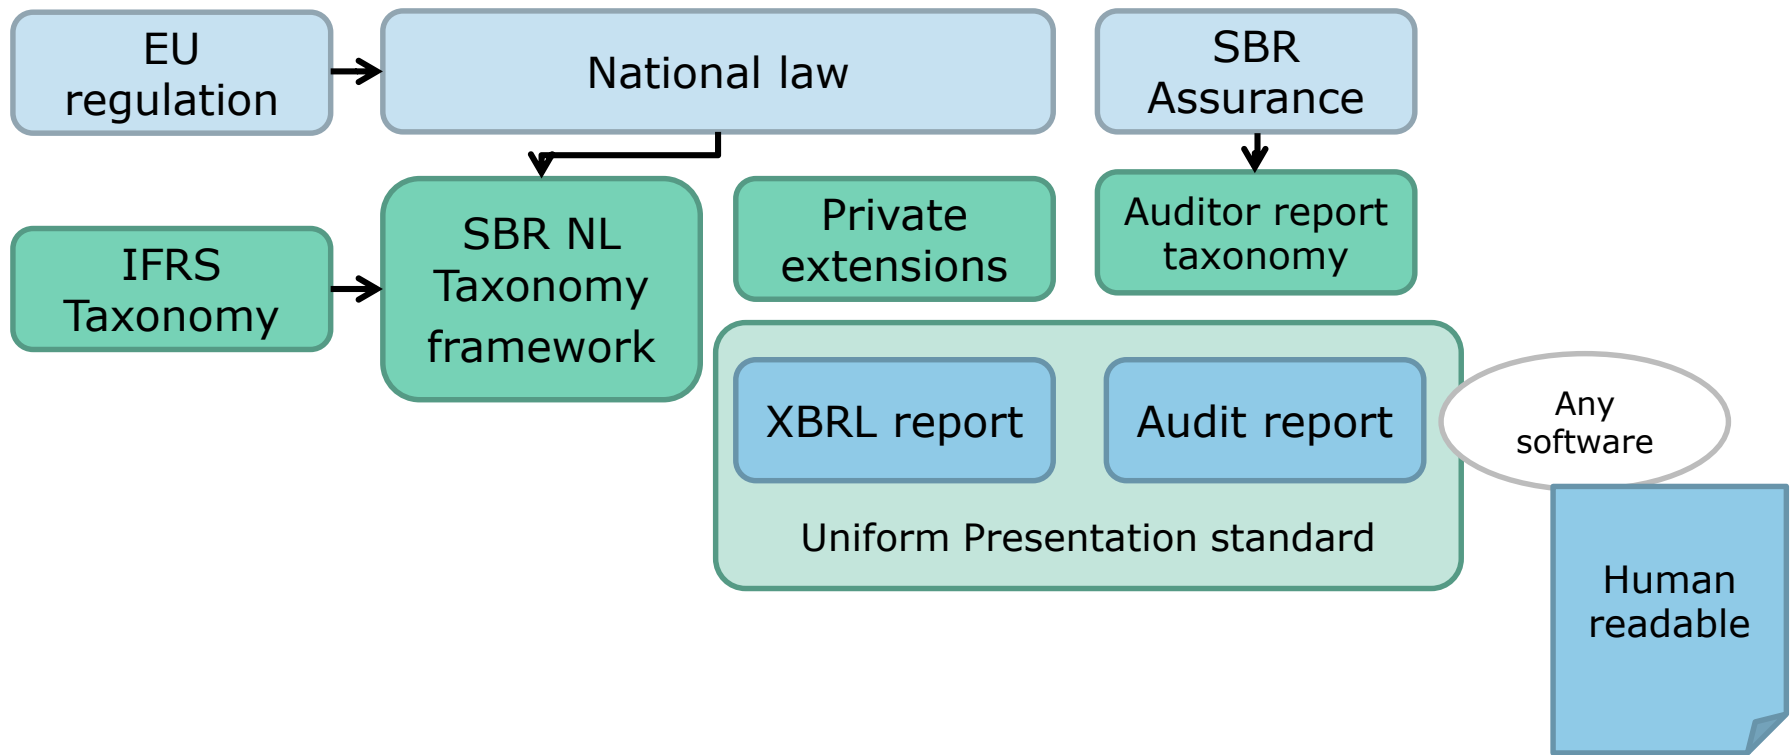 EU
regulation
National law
SBR
Assurance
IFRS
Taxonomy
SBR NL
Taxonomy
framework
Private
extensions
Auditor report
taxonomy
XBRL report
Audit report
Uniform Presentation standard
Any
software
Human
readable